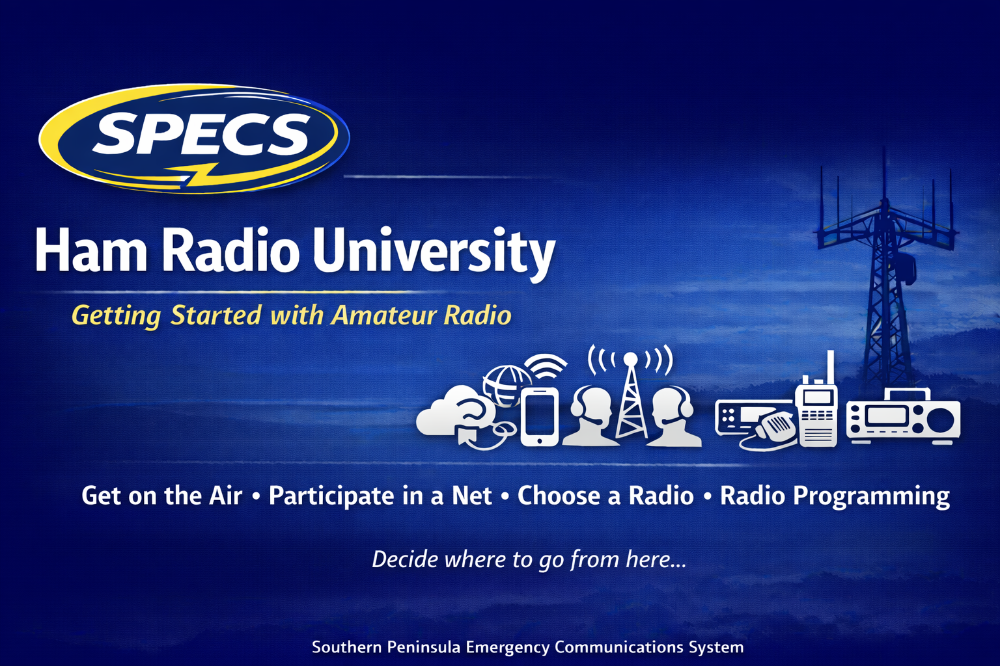 SPECS
Ham Radio University
Getting Started with Amateur Radio
Get on the Air • Participate in a Net • Choose a Radio • Radio Programming
Decide where to go from here...
Southern Peninsula Emergency Communications System